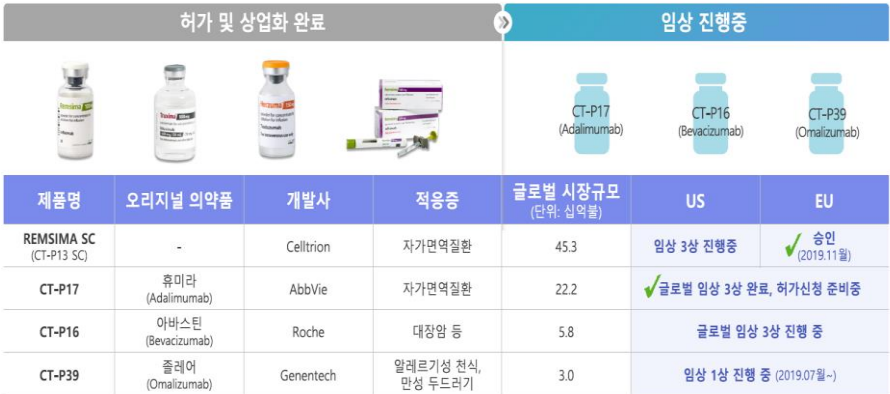 허가 및 상업화 완료
임상 진행중
Remsima
Truxima
Herzuma
CT-P17
(Adalimumab)
CT-P16
(Bevacizumab)
CT-P39
(Omalizumab)
제품명 오리지널 의약품 개발사 적응증 글로벌 시장규모 US EU
(단위: 십억불)
REMSIMA SC - Celltrion 자가면역질환 45.3 임상 3상 진행중 승인
(CT-P13 SC) (2019.11월)
CT-P17 휴미라 AbbVie 자가면역질환 22.2 글로벌 임상 3상 완료, 허가신청 준비중
(Adalimumab)
CT-P16 아바스틴 Roche 대장암 등 5.8 글로벌 임상 3상 진행 중
(Bevacizumab)
CT-P39 졸레어 Genentech 알레르기성 천식, 3.0 임상 1상 진행 중 (2019.07월~)
(Omalizumab) 만성 두드러기